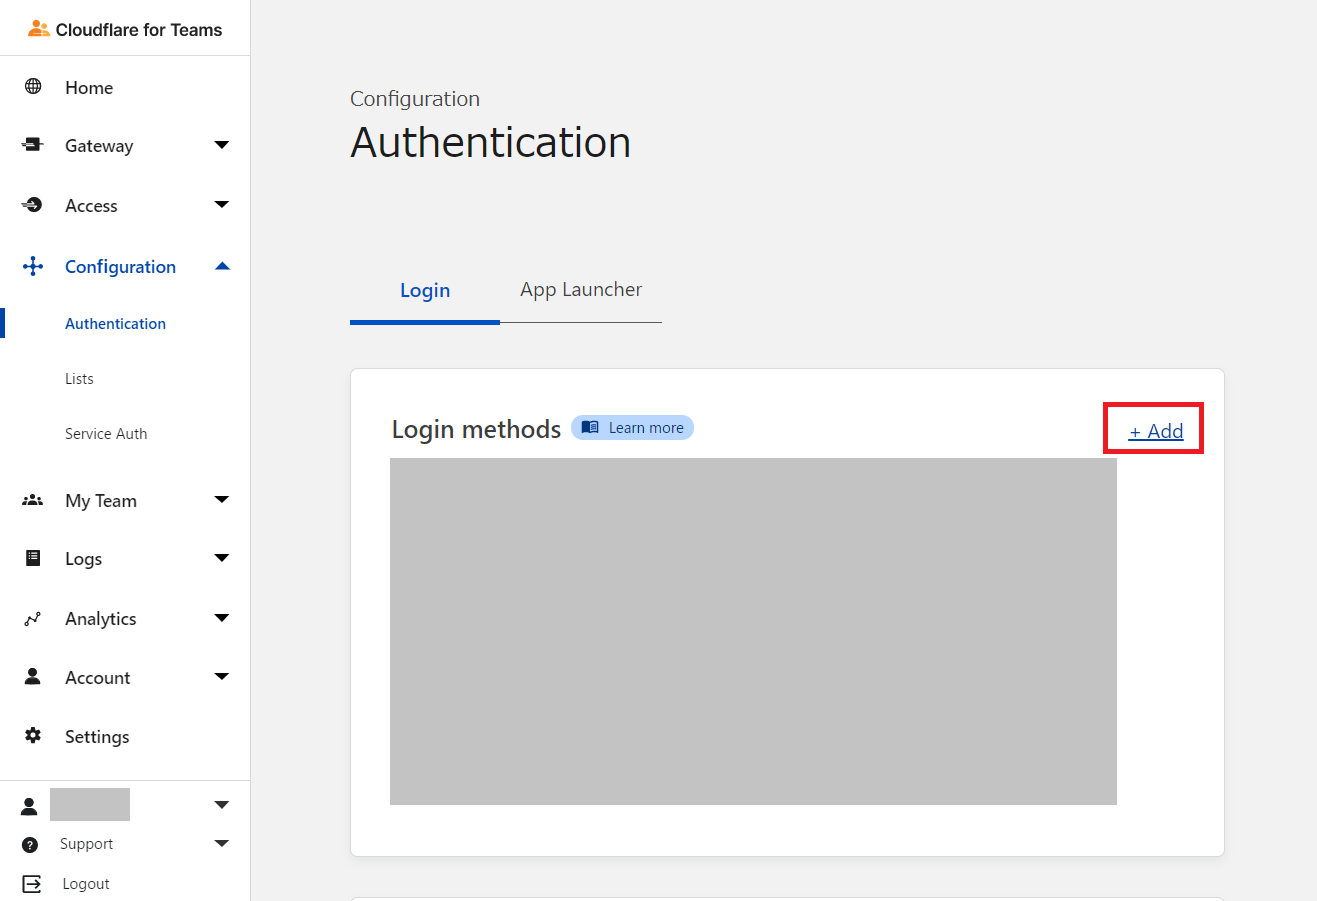 Cloudflare for Teams
Home
Gateway
Access
Configuration
Authentication
Lists
Service Auth
My Team
Logs
Analytics
Account
Settings
Support
Logout
Configuration
Authentication
Login
App Launcher
Login methods
Learn more
+ Add